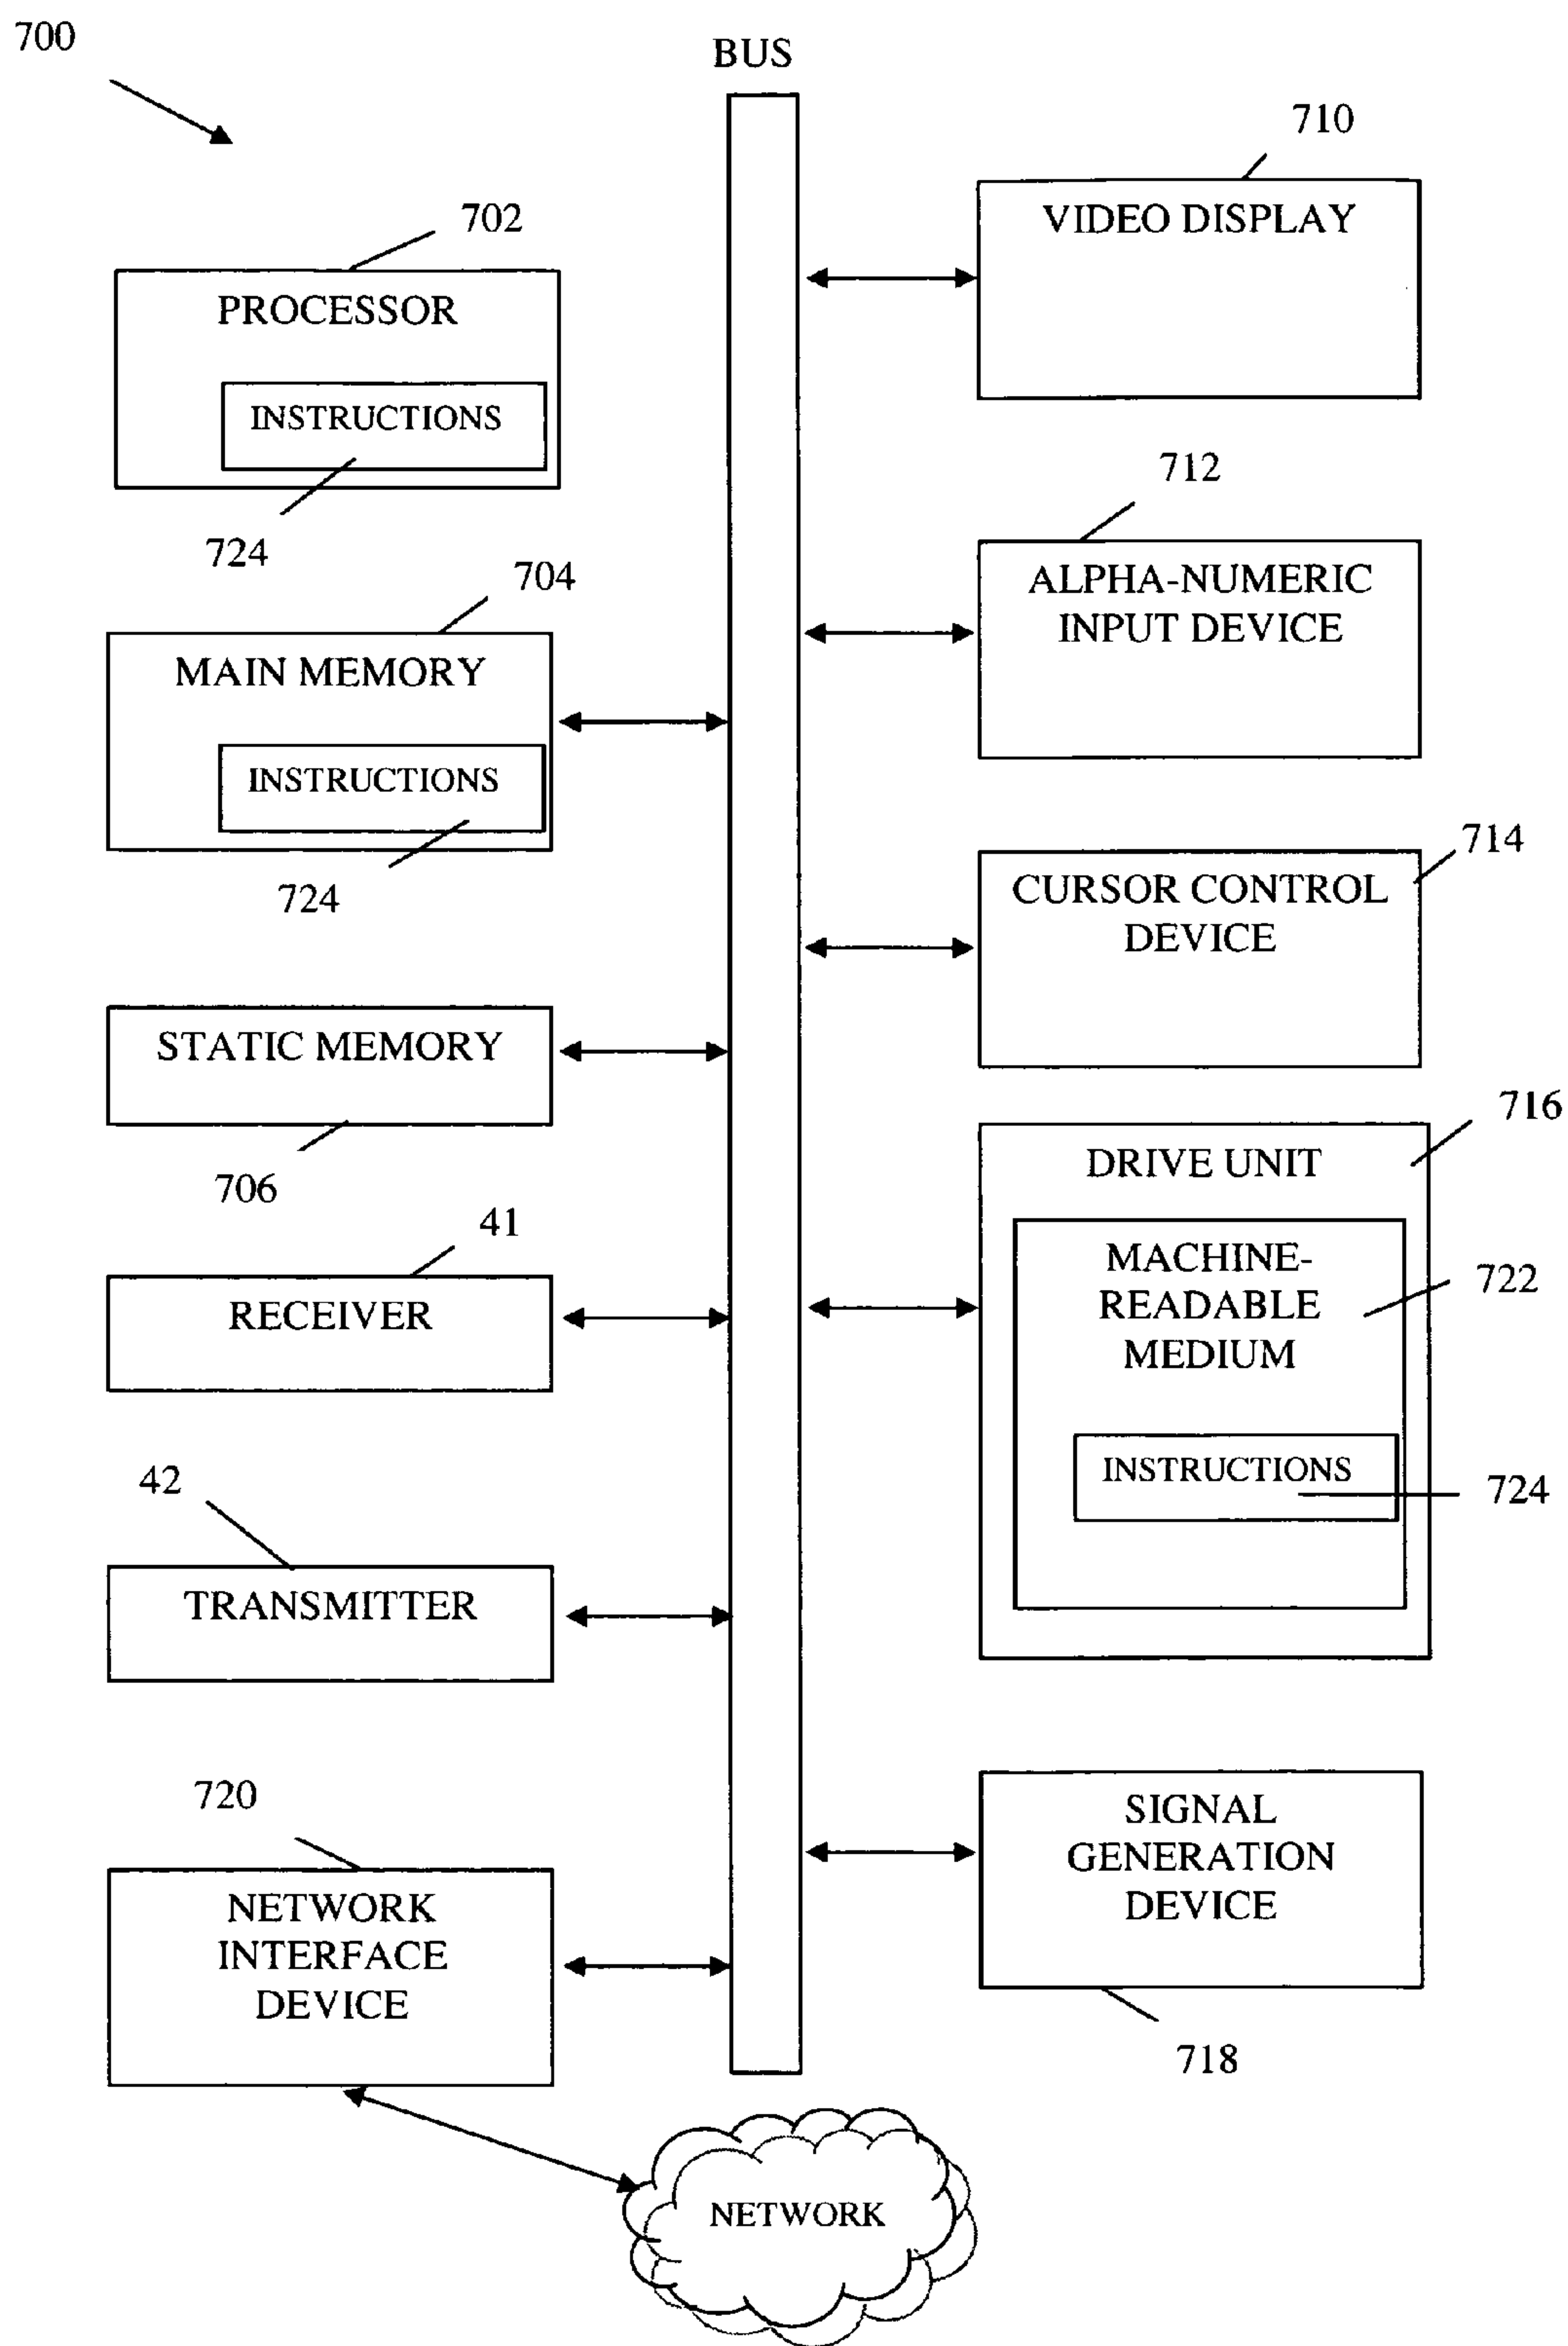 700
BUS
710
VIDEO DISPLAY
702
PROCESSOR
INSTRUCTIONS
724
712
ALPHA-NUMERIC
INPUT DEVICE
704
MAIN MEMORY
INSTRUCTIONS
724
714
CURSOR CONTROL
DEVICE
STATIC MEMORY
706
716
DRIVE UNIT
MACHINE-
READABLE
MEDIUM
722
INSTRUCTIONS
724
41
RECEIVER
42
TRANSMITTER
720
NETWORK
INTERFACE
DEVICE
SIGNAL
GENERATION
DEVICE
718
NETWORK